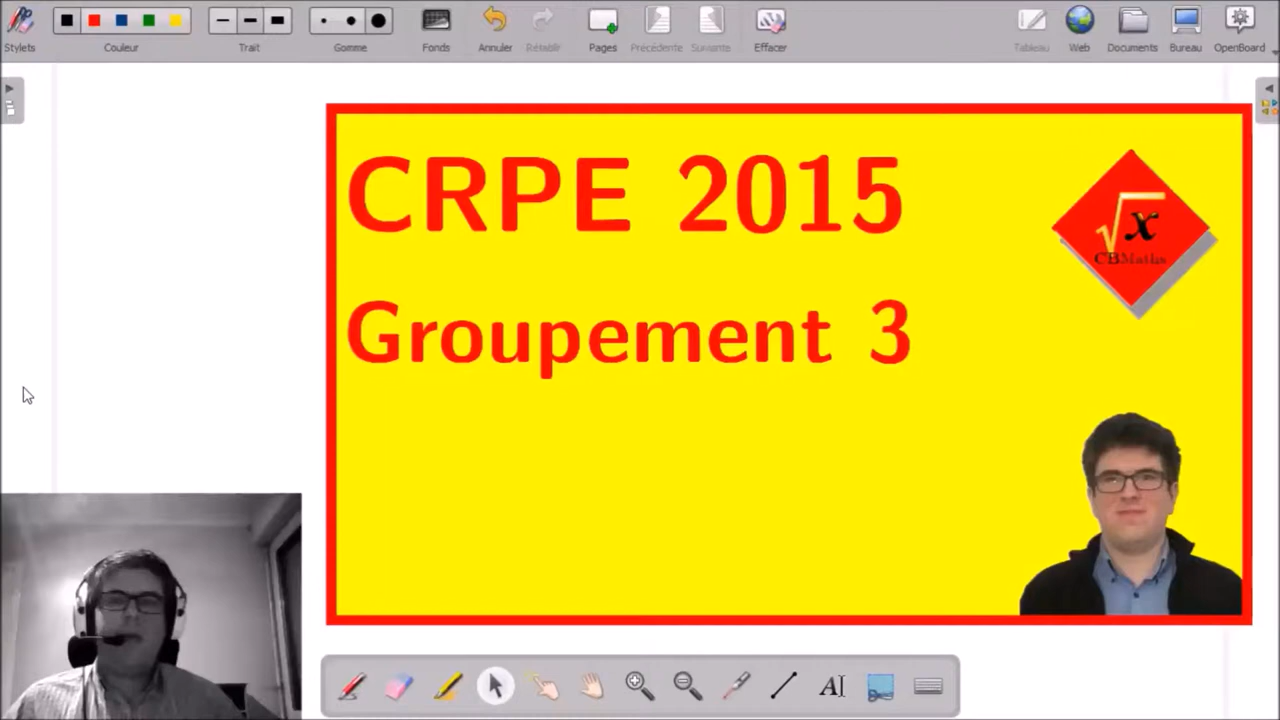 Stylets
Couleur
Trait
Gomme
Fonds
Annuler
Rétablir
Pages
Précédente
Suivante
Effacer
Tableau
Web
Documents
Bureau
OpenBoard
CRPE 2015
√x
CBMaths
Groupement 3
AI